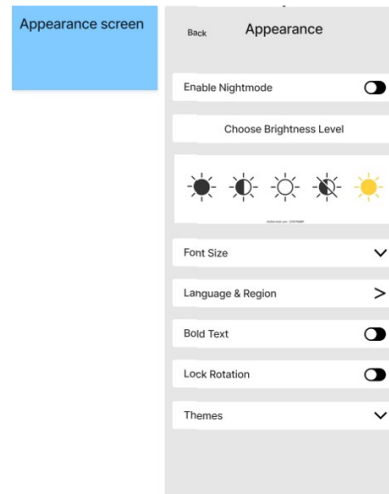 Appearance screen
Back
Appearance
Enable Nightmode
Choose Brightness Level
Font Size
Language & Region
Bold Text
Lock Rotation
Themes